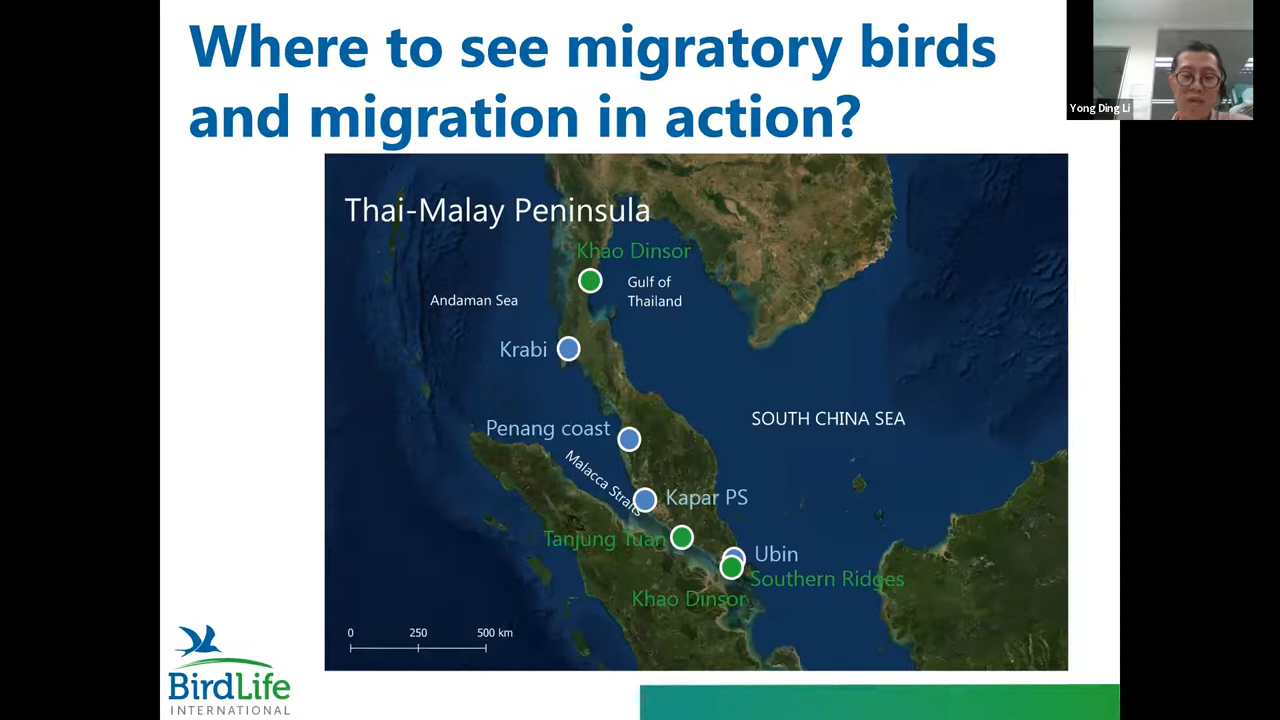 Where to see migratory birds
and migration in action?
Yong Ding Li
Thai-Malay Peninsula
Khao Dinsor
Gulf of
Thailand
Andaman Sea
Krabi
SOUTH CHINA SEA
Penang coast
Malacca Straits
Kapar PS
Tanjung Tuan
Ubin
Southern Ridges
Khao Dinsor
0 250 500 km
BirdLife
INTERNATIONAL